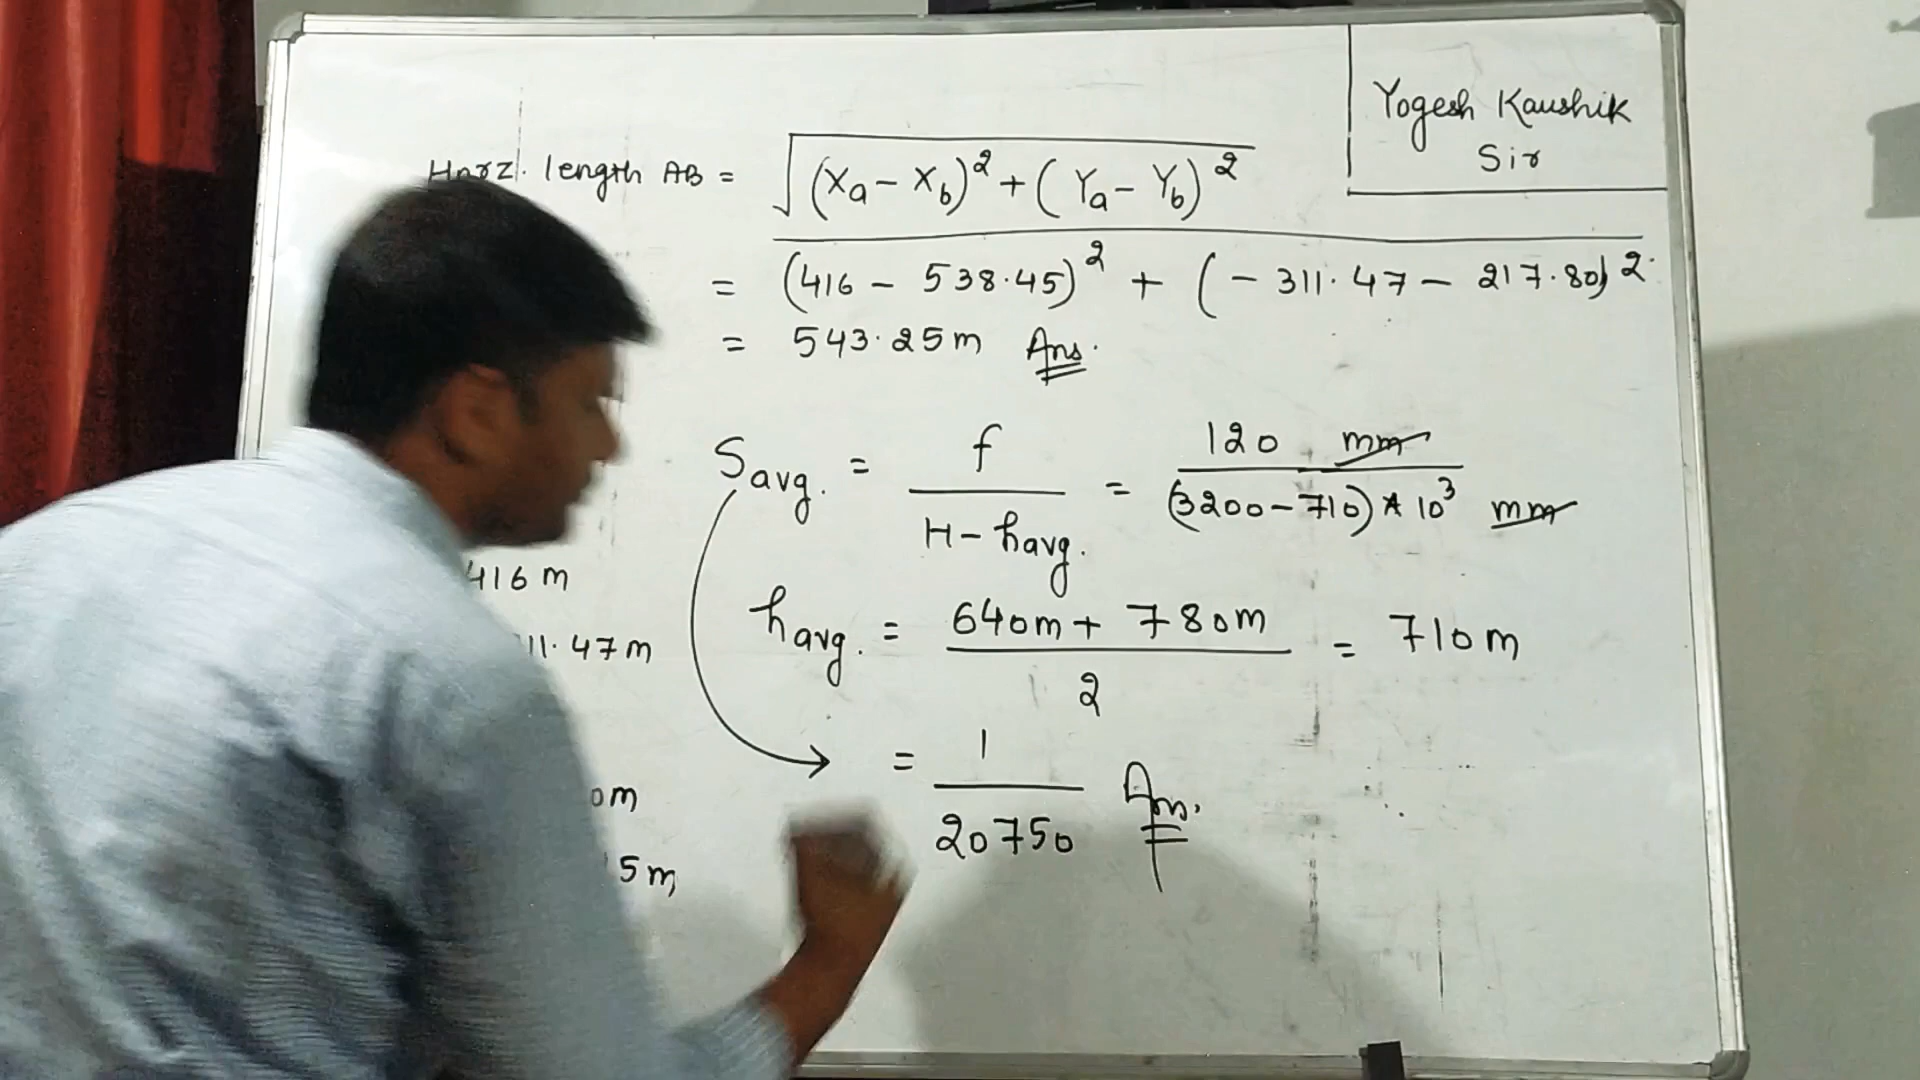 Yogesh Kaushik
Sir
Horz. length AB = √(Xa - Xb)² + (Ya - Yb)²
= √(416 - 538.45)² + (-311.47 - 217.80)²
= 543.25m Ans.
Savg. = f / H - havg. = 120 mm / (3200-710) * 10³ mm
havg. = 640m + 780m / 2 = 710m
= 1 / 20750 Ans.
416 m
11.47 m
0m
5m